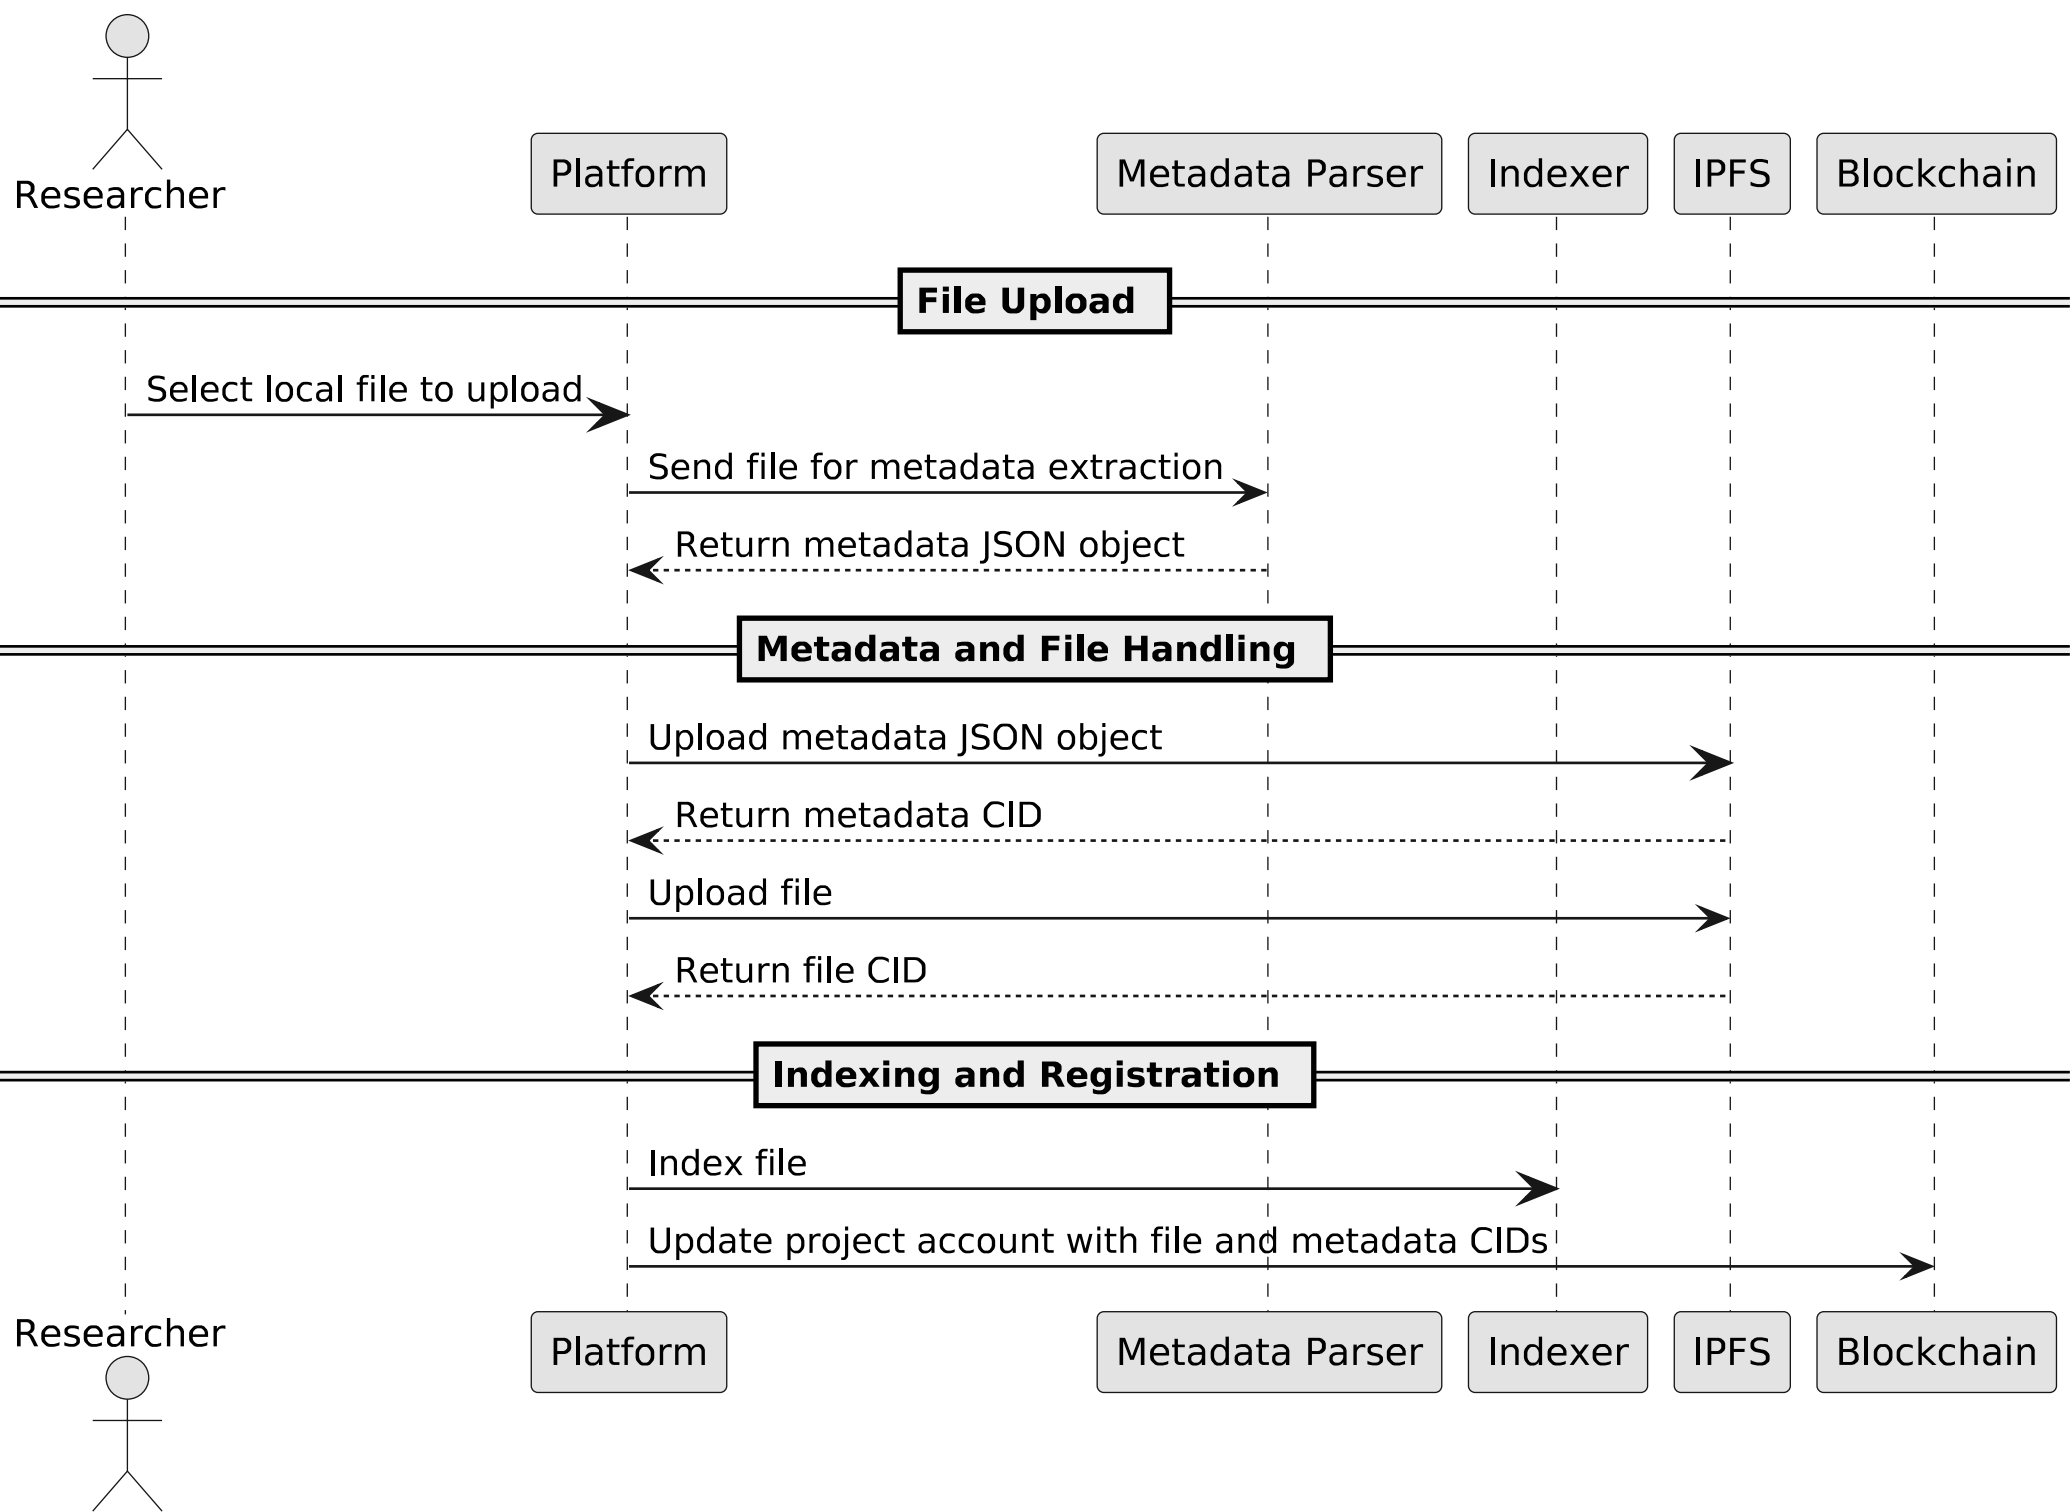 Researcher
Platform
Metadata Parser
Indexer
IPFS
Blockchain
File Upload
Select local file to upload
Send file for metadata extraction
Return metadata JSON object
Metadata and File Handling
Upload metadata JSON object
Return metadata CID
Upload file
Return file CID
Indexing and Registration
Index file
Update project account with file and metadata CIDs
Researcher
Platform
Metadata Parser
Indexer
IPFS
Blockchain